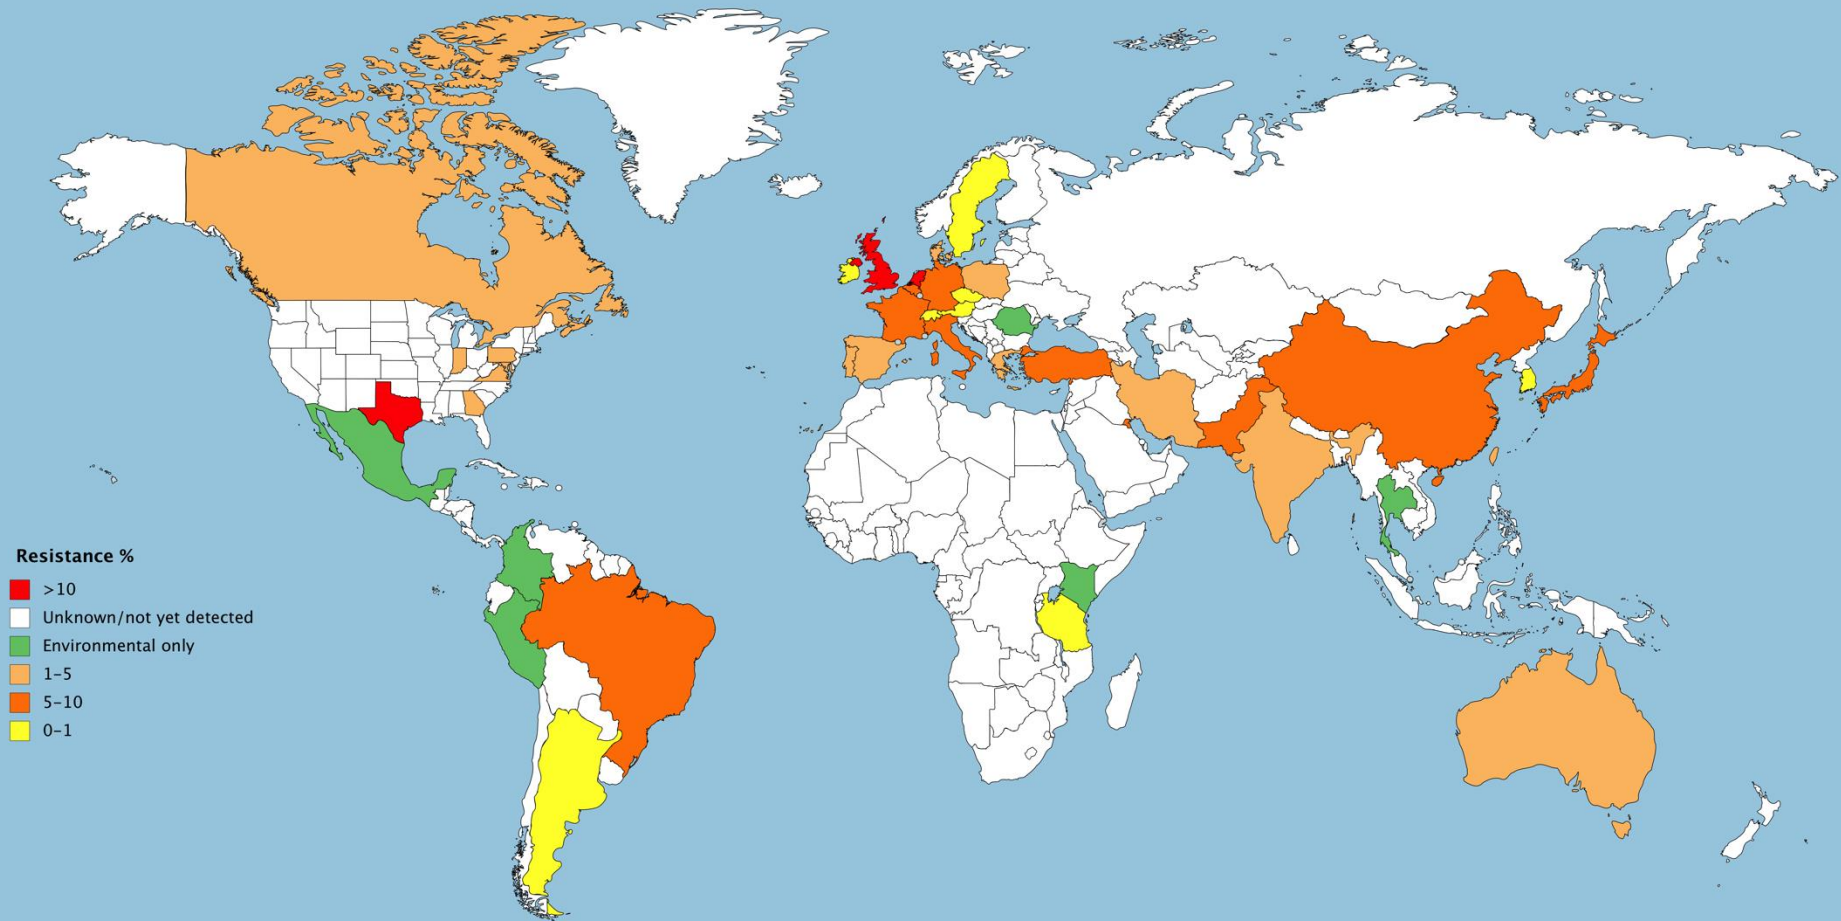 Resistance %
>10
Unknown/not yet detected
Environmental only
1–5
5–10
0–1